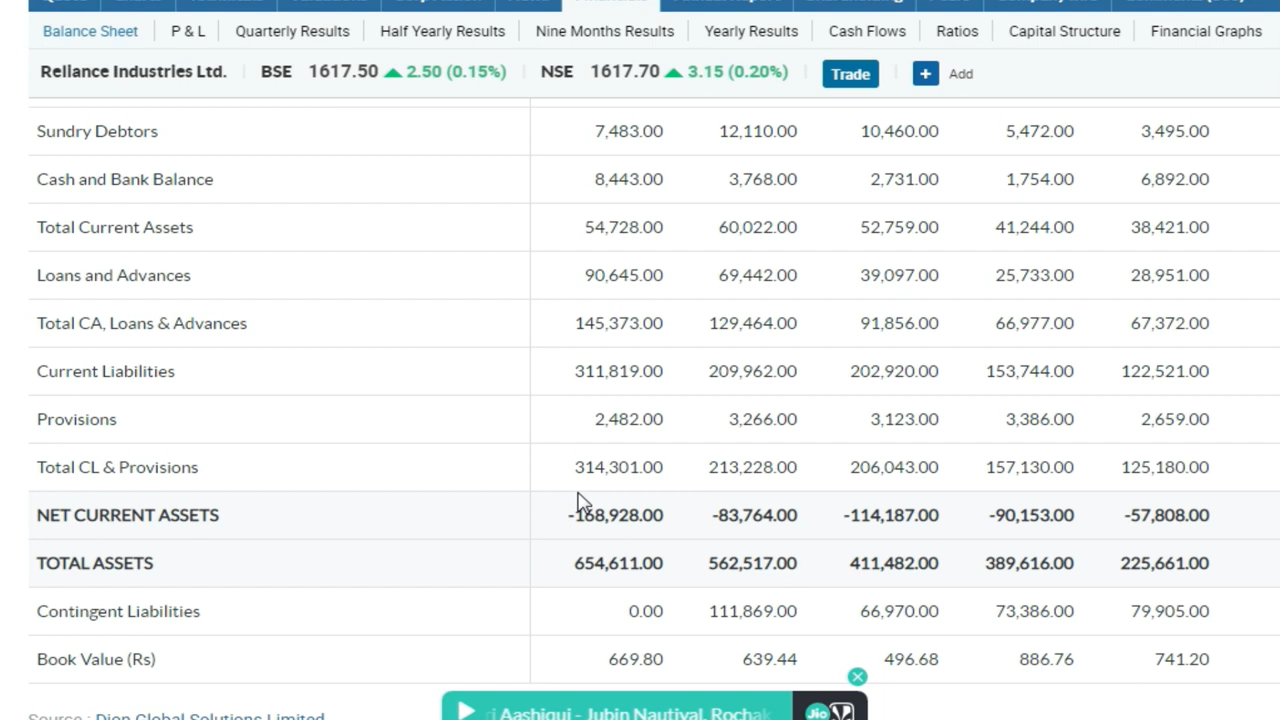 Balance Sheet P & L Quarterly Results Half Yearly Results Nine Months Results Yearly Results Cash Flows Ratios Capital Structure Financial Graphs
Reliance Industries Ltd. BSE 1617.50 2.50 (0.15%) NSE 1617.70 3.15 (0.20%) Trade + Add
Sundry Debtors 7,483.00 12,110.00 10,460.00 5,472.00 3,495.00
Cash and Bank Balance 8,443.00 3,768.00 2,731.00 1,754.00 6,892.00
Total Current Assets 54,728.00 60,022.00 52,759.00 41,244.00 38,421.00
Loans and Advances 90,645.00 69,442.00 39,097.00 25,733.00 28,951.00
Total CA, Loans & Advances 145,373.00 129,464.00 91,856.00 66,977.00 67,372.00
Current Liabilities 311,819.00 209,962.00 202,920.00 153,744.00 122,521.00
Provisions 2,482.00 3,266.00 3,123.00 3,386.00 2,659.00
Total CL & Provisions 314,301.00 213,228.00 206,043.00 157,130.00 125,180.00
NET CURRENT ASSETS -168,928.00 -83,764.00 -114,187.00 -90,153.00 -57,808.00
TOTAL ASSETS 654,611.00 562,517.00 411,482.00 389,616.00 225,661.00
Contingent Liabilities 0.00 111,869.00 66,970.00 73,386.00 79,905.00
Book Value (Rs) 669.80 639.44 496.68 886.76 741.20
Source : Dion Global Solutions Limited
Aashiqui - Jubin Nautiyal, Rochak Jio